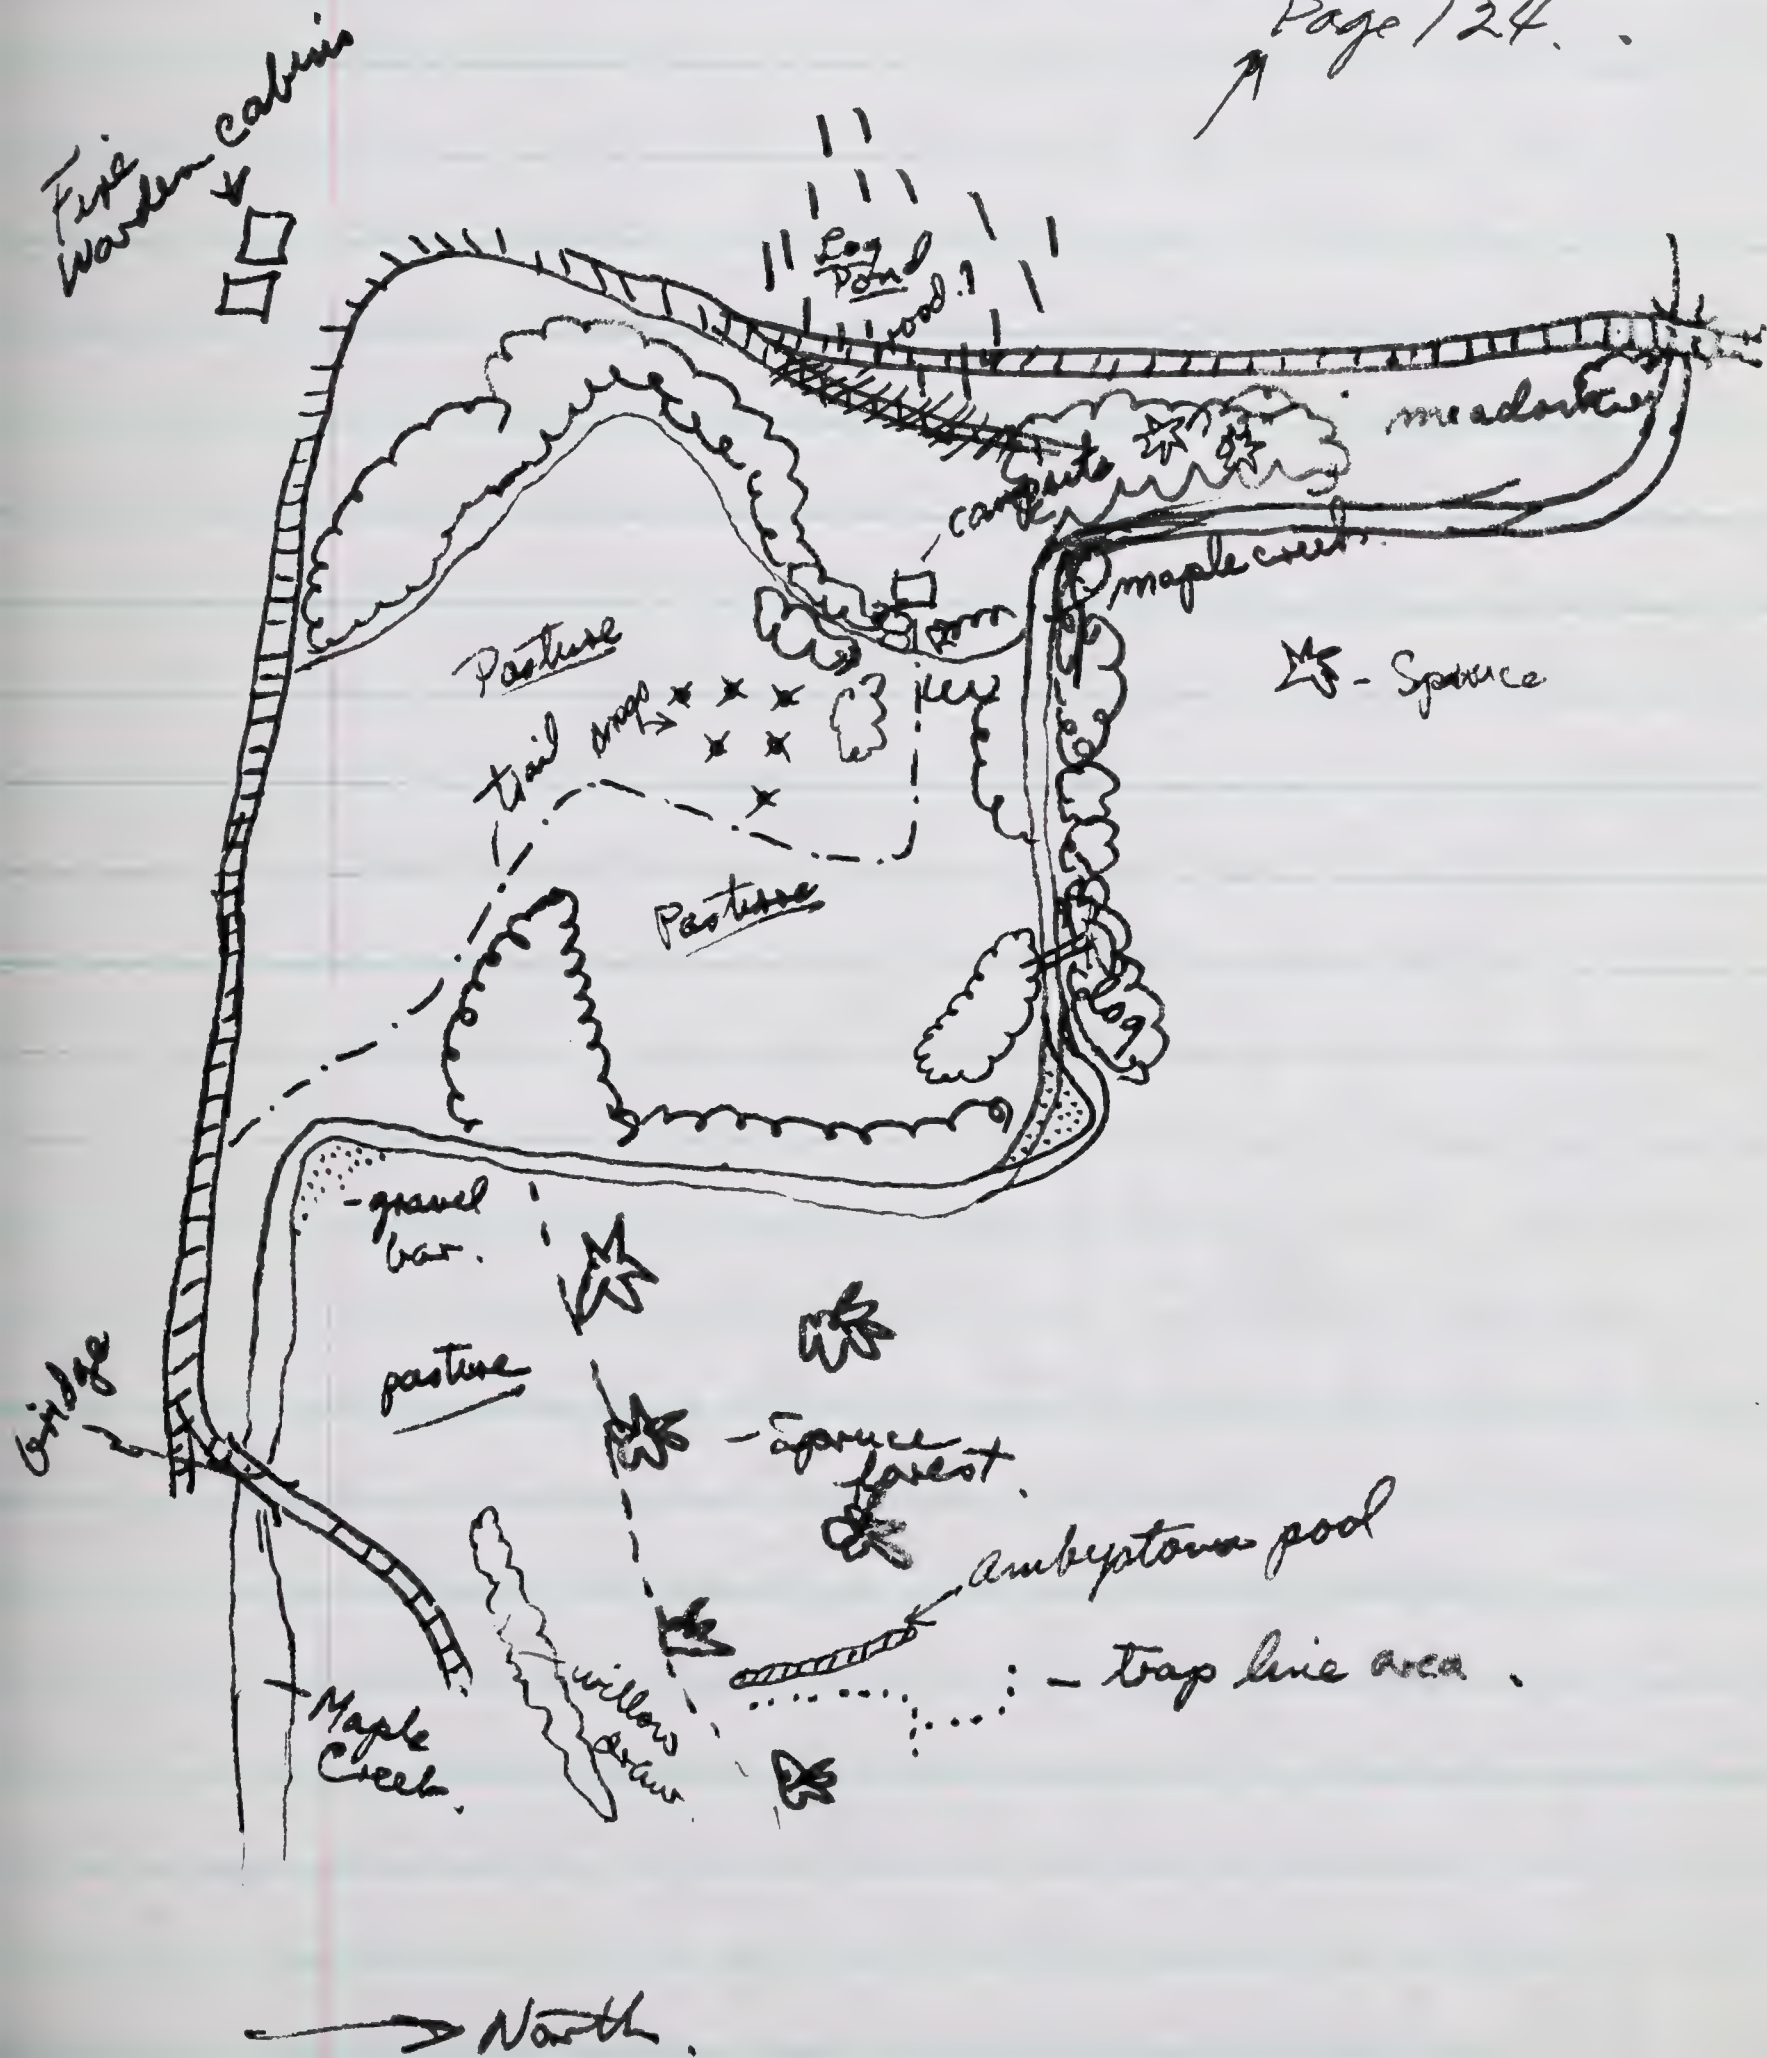 Page 124.
Fire
Warden cabins
Log
Pond
road?
meadow
campsite
maple creek.
Pasture
- Spruce
trail
Pasture
log
- gravel
bar.
bridge
pasture
- Spruce
forest.
ambystoma pool
- trap line area.
willow
draw
Maple
Creek.
North.